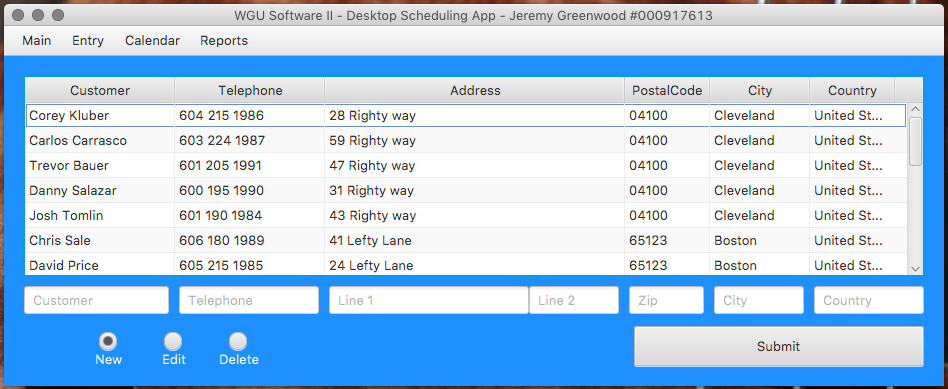 WGU Software II - Desktop Scheduling App - Jeremy Greenwood #000917613
Main Entry Calendar Reports
Customer Telephone Address PostalCode City Country
Corey Kluber 604 215 1986 28 Righty way 04100 Cleveland United St...
Carlos Carrasco 603 224 1987 59 Righty way 04100 Cleveland United St...
Trevor Bauer 601 205 1991 47 Righty way 04100 Cleveland United St...
Danny Salazar 600 195 1990 31 Righty way 04100 Cleveland United St...
Josh Tomlin 601 190 1984 43 Righty way 04100 Cleveland United St...
Chris Sale 606 180 1989 41 Lefty Lane 65123 Boston United St...
David Price 605 215 1985 24 Lefty Lane 65123 Boston United St...
Customer Telephone Line 1 Line 2 Zip City Country
Submit
New Edit Delete